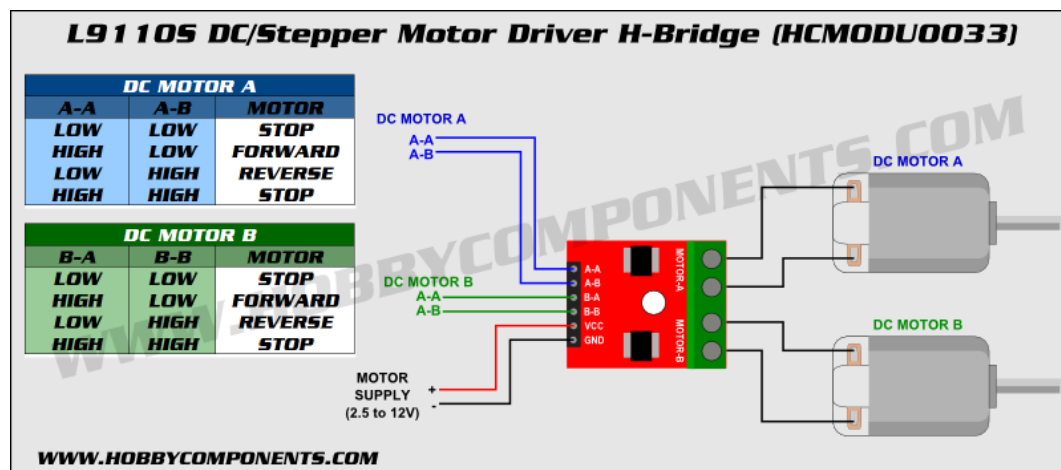 L9110S DC/Stepper Motor Driver H-Bridge (HCMODU0033)
DC MOTOR A
A-A A-B MOTOR
LOW LOW STOP
HIGH LOW FORWARD
LOW HIGH REVERSE
HIGH HIGH STOP
DC MOTOR B
B-A B-B MOTOR
LOW LOW STOP
HIGH LOW FORWARD
LOW HIGH REVERSE
HIGH HIGH STOP
DC MOTOR A
A-A
A-B
DC MOTOR B
A-A
A-B
MOTOR
SUPPLY
(2.5 to 12V)
+
-
A-A
A-B
B-A
B-B
VCC
GND
MOTOR-A
MOTOR-B
DC MOTOR A
DC MOTOR B
WWW.HOBBYCOMPONENTS.COM
WWW.HOBBYCOMPONENTS.COM